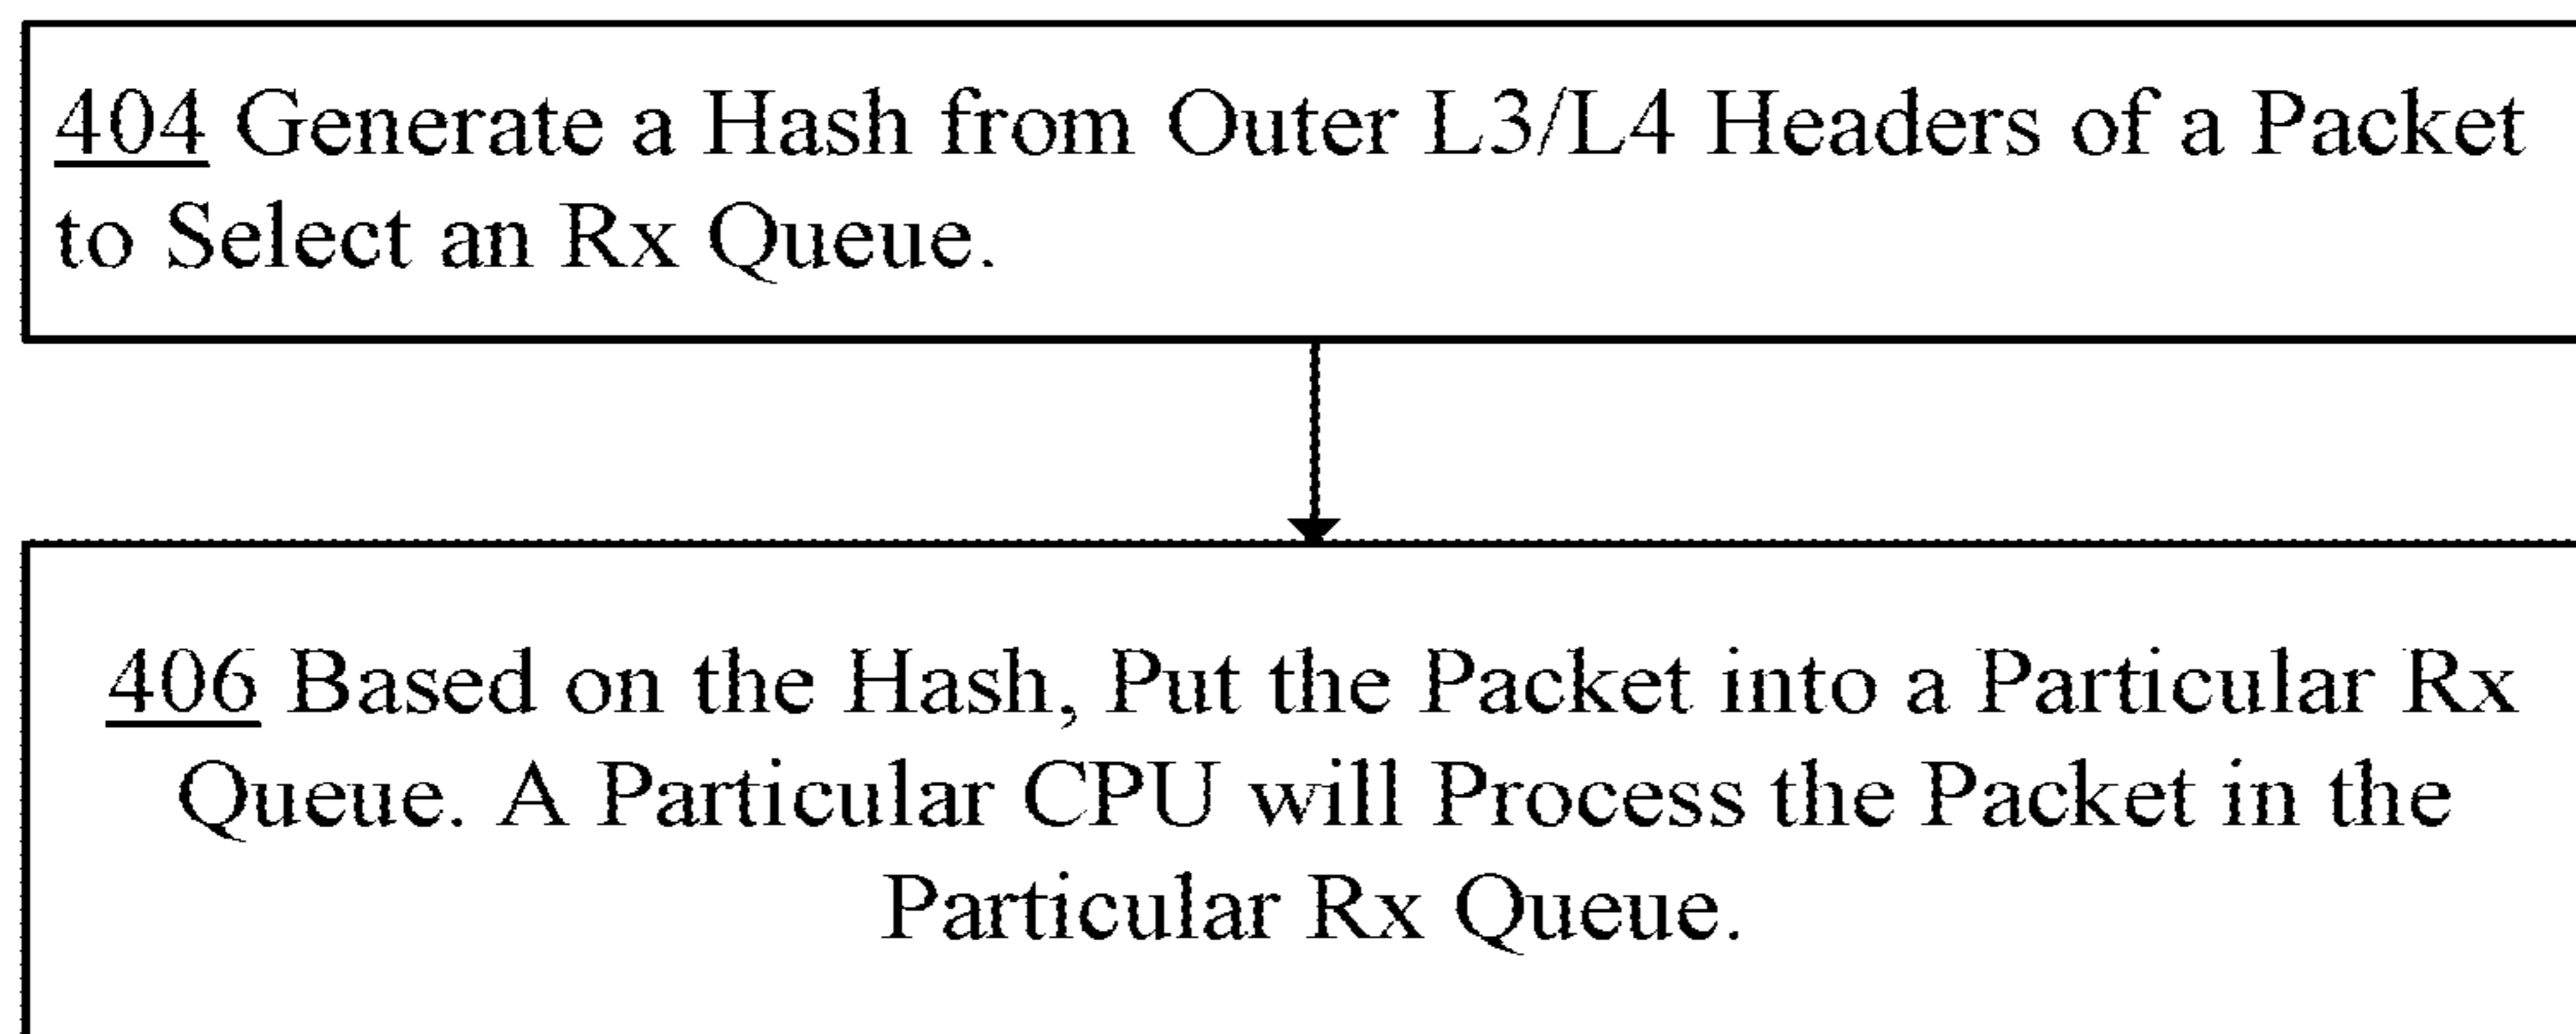 404 Generate a Hash from Outer L3/L4 Headers of a Packet
to Select an Rx Queue.
406 Based on the Hash, Put the Packet into a Particular Rx
Queue. A Particular CPU will Process the Packet in the
Particular Rx Queue.